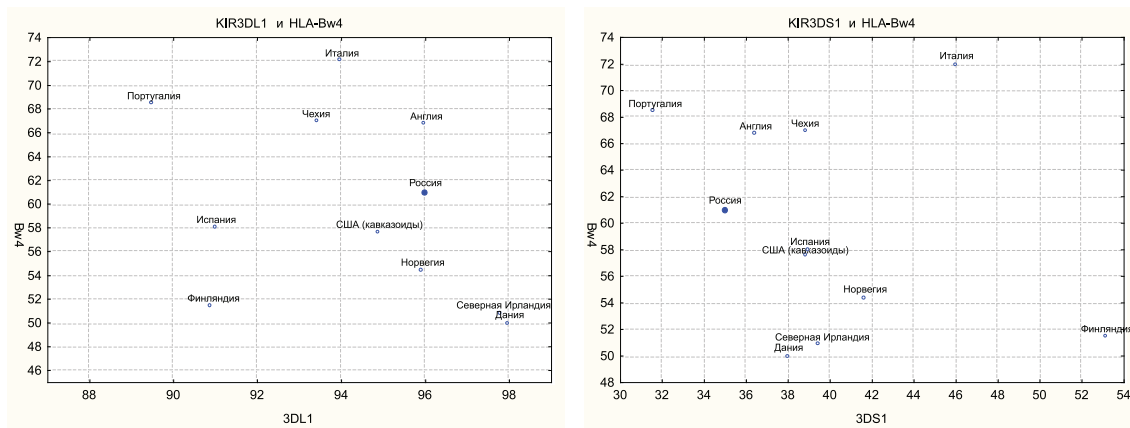 KIR3DL1 и HLA-Bw4
74
72
70
68
66
64
62
60
58
56
54
52
50
48
46
Bw4
Италия
Португалия
Чехия
Англия
Россия
Испания
США (кавказоиды)
Норвегия
Финляндия
Северная Ирландия
Дания
88 90 92 94 96 98
3DL1
KIR3DS1 и HLA-Bw4
74
72
70
68
66
64
62
60
58
56
54
52
50
48
Bw4
Италия
Португалия
Чехия
Англия
Россия
Испания
США (кавказоиды)
Норвегия
Финляндия
Северная Ирландия
Дания
30 32 34 36 38 40 42 44 46 48 50 52 54
3DS1